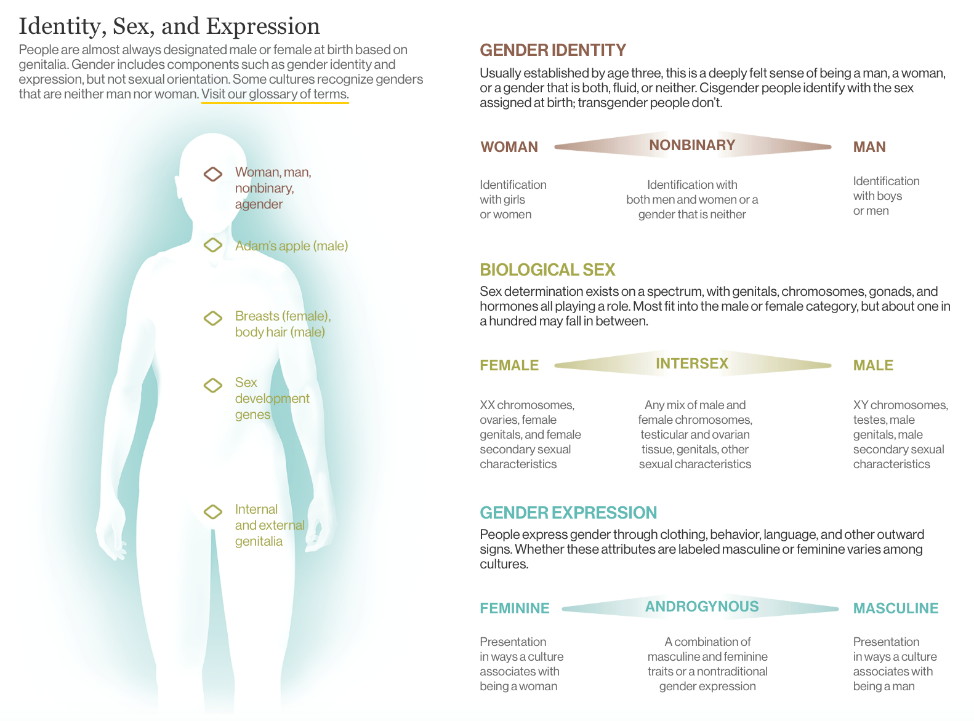 Identity, Sex, and Expression
People are almost always designated male or female at birth based on
genitalia. Gender includes components such as gender identity and
expression, but not sexual orientation. Some cultures recognize genders
that are neither man nor woman. Visit our glossary of terms.
Woman, man,
nonbinary,
agender
Adam's apple (male)
Breasts (female),
body hair (male)
Sex
development
genes
Internal
and external
genitalia
GENDER IDENTITY
Usually established by age three, this is a deeply felt sense of being a man, a woman,
or a gender that is both, fluid, or neither. Cisgender people identify with the sex
assigned at birth; transgender people don't.
WOMAN
NONBINARY
MAN
Identification
with girls
or women
Identification with
both men and women or a
gender that is neither
Identification
with boys
or men
BIOLOGICAL SEX
Sex determination exists on a spectrum, with genitals, chromosomes, gonads, and
hormones all playing a role. Most fit into the male or female category, but about one in
a hundred may fall in between.
FEMALE
INTERSEX
MALE
XX chromosomes,
ovaries, female
genitals, and female
secondary sexual
characteristics
Any mix of male and
female chromosomes,
testicular and ovarian
tissue, genitals, other
sexual characteristics
XY chromosomes,
testes, male
genitals, male
secondary sexual
characteristics
GENDER EXPRESSION
People express gender through clothing, behavior, language, and other outward
signs. Whether these attributes are labeled masculine or feminine varies among
cultures.
FEMININE
ANDROGYNOUS
MASCULINE
Presentation
in ways a culture
associates with
being a woman
A combination of
masculine and feminine
traits or a nontraditional
gender expression
Presentation
in ways a culture
associates with
being a man